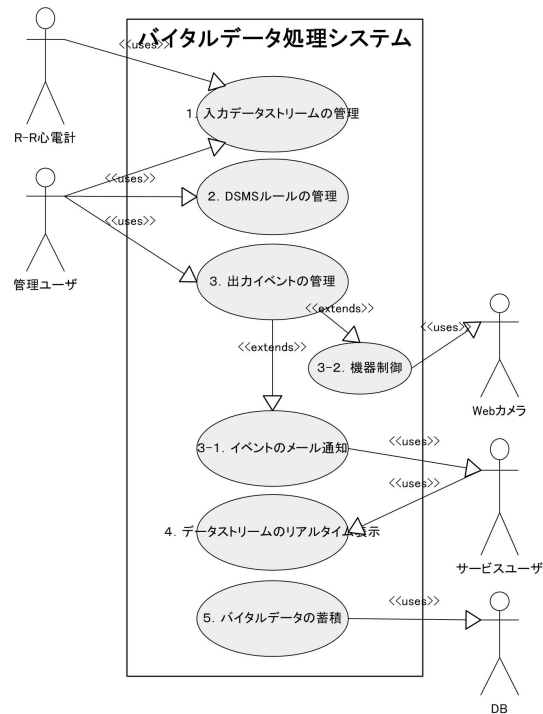 バイタルデータ処理システム
<<uses>>
1. 入力データストリームの管理
R-R心電計
<<uses>>
2. DSMSルールの管理
<<uses>>
管理ユーザ
3. 出力イベントの管理
<<extends>>
<<uses>>
<<extends>>
3-2. 機器制御
Webカメラ
3-1. イベントのメール通知
<<uses>>
<<uses>>
4. データストリームのリアルタイム表示
サービスユーザ
<<uses>>
5. バイタルデータの蓄積
DB